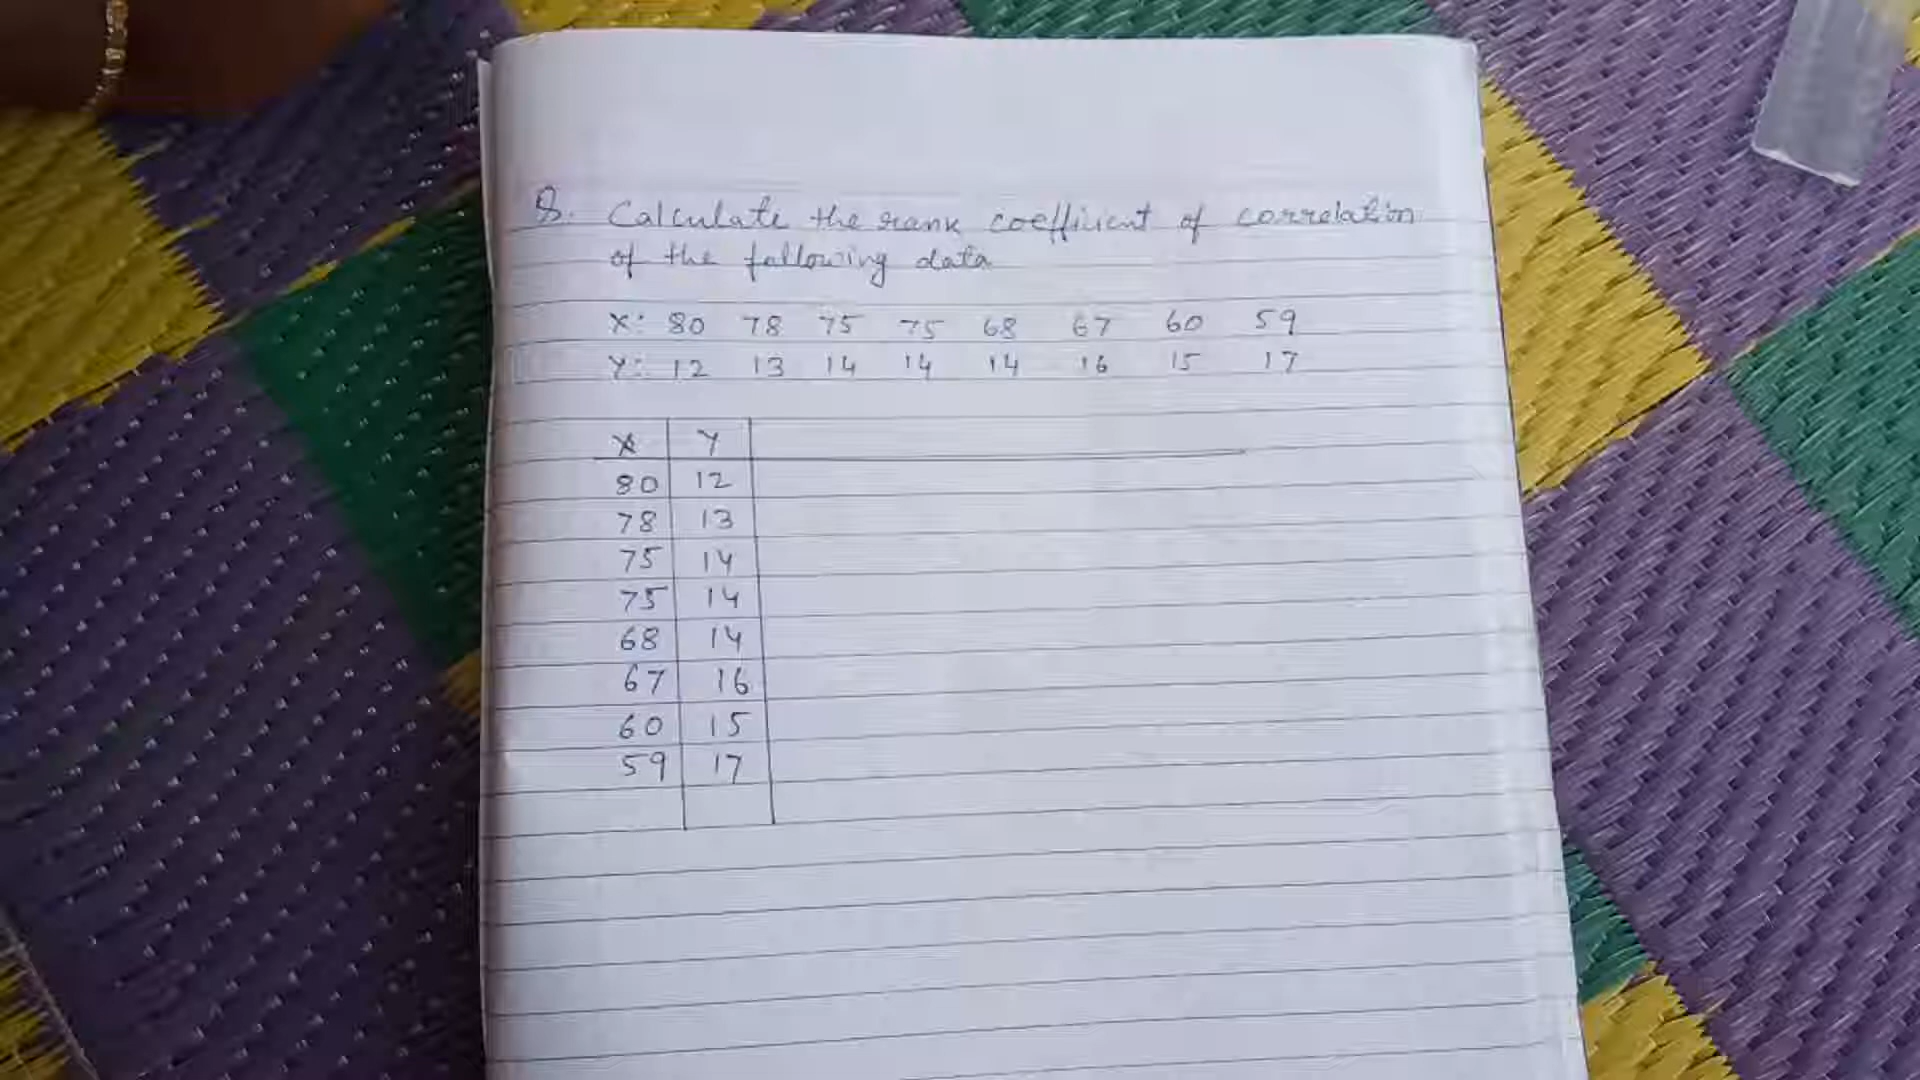 Q. Calculate the rank coefficient of correlation
of the following data
X: 80 78 75 75 68 67 60 59
Y: 12 13 14 14 14 16 15 17
X Y
80 12
78 13
75 14
75 14
68 14
67 16
60 15
59 17